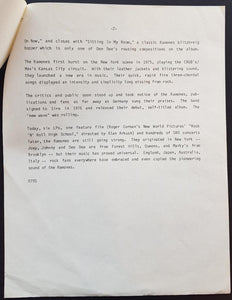 -2-
On Now," and closes with "Sitting In My Room," a classic Ramones blitzkrieg
bopper which is only one of Dee Dee's rousing compositions on the album.
The Ramones first burst on the New York scene in 1975, playing the CBGB's/
Max's Kansas City circuit. With their leather jackets and blistering sound,
they launched a new era in music. Their quick, rapid fire three-chorded
songs displayed an intensity and simplicity long missing from rock.
The critics and public soon stood up and took notice of the Ramones, pub-
lications and fans as far away as Germany sung their praises. The band
signed to Sire in 1976 and released their debut, self-titled album. The
"new wave" was rolling.
Today, six LPs, one feature film (Roger Corman's New World Pictures' "Rock
'N' Roll High School," directed by Alan Arkush) and hundreds of SRO concerts
later, the Ramones are still going strong. They originated in New York --
Joey, Johnny and Dee Dee are from Forest Hills, Queens, and Marky's from
Brooklyn -- but their music has proved universal. England, Japan, Australia,
Italy -- rock fans everywhere have embraced and even copied the pioneering
sound of the Ramones.